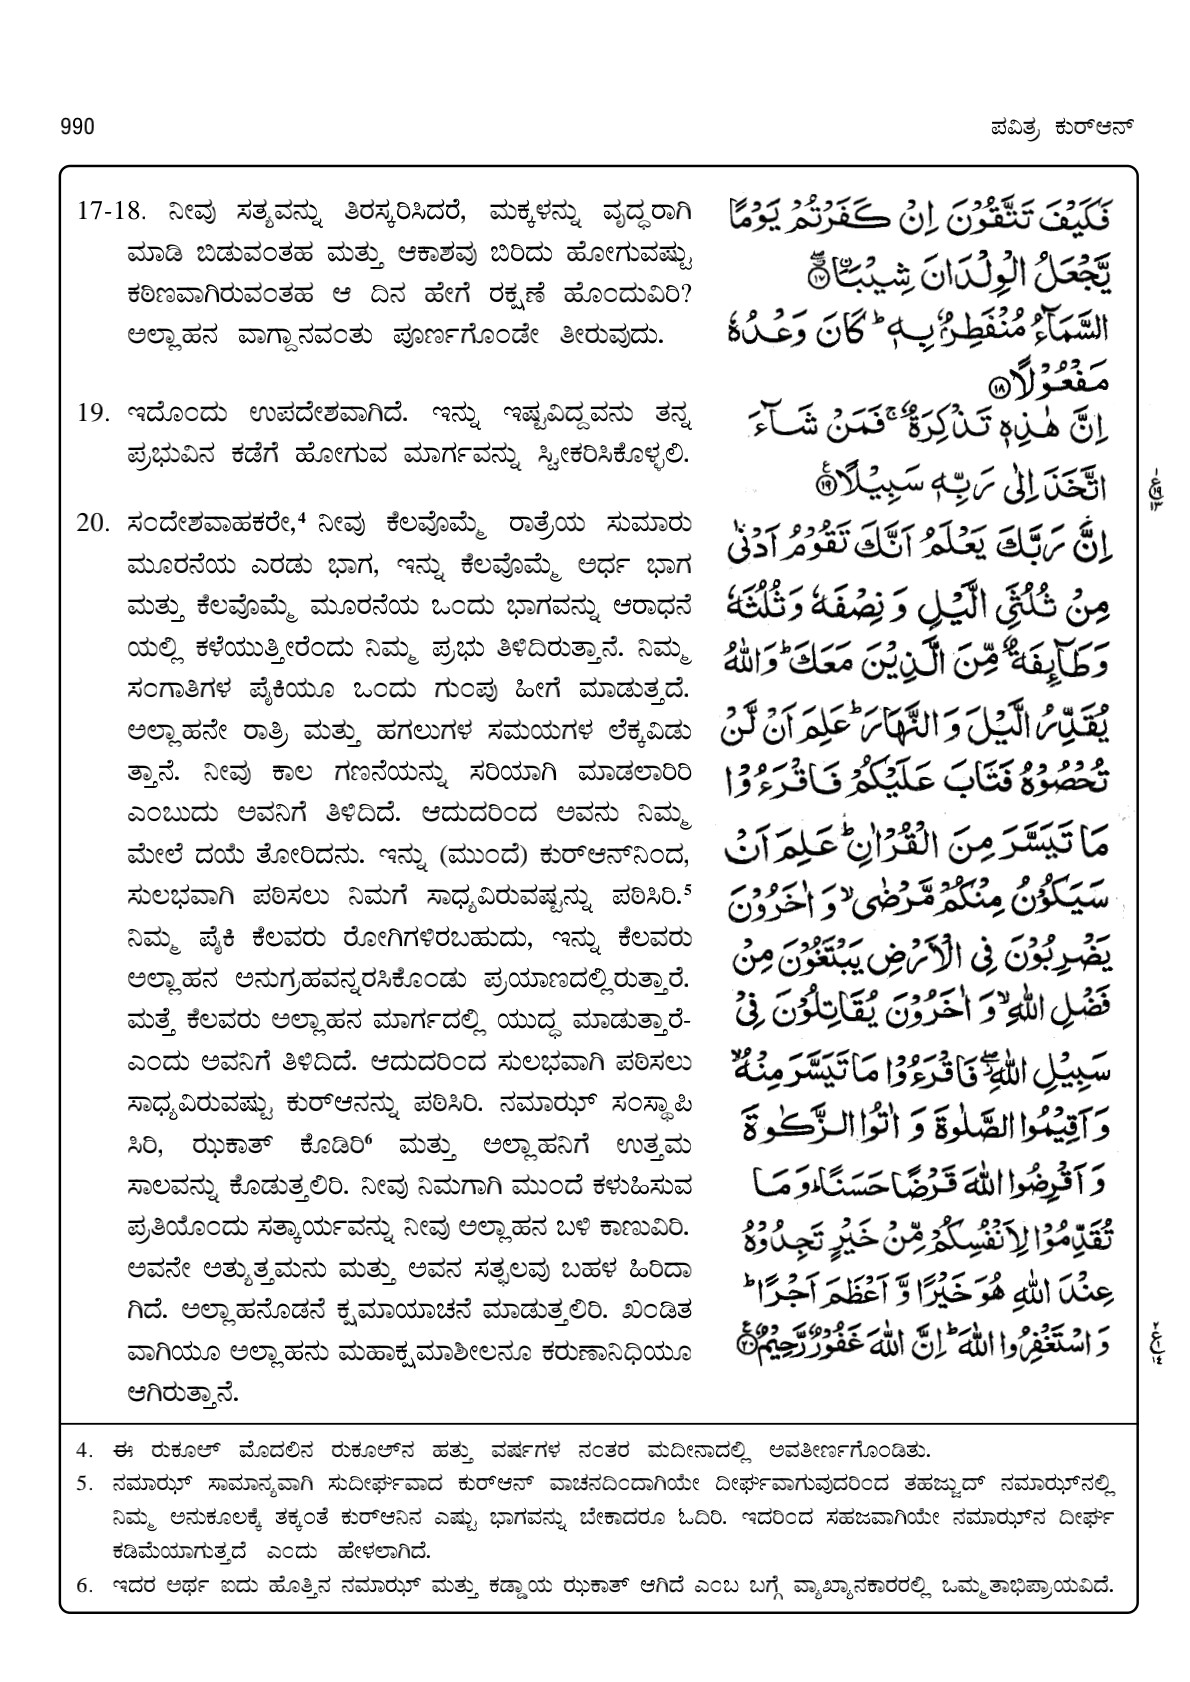 990
ಪವಿತ್ರ ಕುರ್‌ಆನ್
17-18. ನೀವು ಸತ್ಯವನ್ನು ತಿರಸ್ಕರಿಸಿದರೆ, ಮಕ್ಕಳನ್ನು ವೃದ್ಧರಾಗಿ
ಮಾಡಿ ಬಿಡುವಂತಹ ಮತ್ತು ಆಕಾಶವು ಬಿರಿದು ಹೋಗುವಷ್ಟು
ಕಠಿಣವಾಗಿರುವಂತಹ ಆ ದಿನ ಹೇಗೆ ರಕ್ಷಣೆ ಹೊಂದುವಿರಿ?
ಅಲ್ಲಾಹನ ವಾಗ್ದಾನವಂತು ಪೂರ್ಣಗೊಂಡೇ ತೀರುವುದು.
19. ಇದೊಂದು ಉಪದೇಶವಾಗಿದೆ. ಇನ್ನು ಇಷ್ಟವಿದ್ದವನು ತನ್ನ
ಪ್ರಭುವಿನ ಕಡೆಗೆ ಹೋಗುವ ಮಾರ್ಗವನ್ನು ಸ್ವೀಕರಿಸಿಕೊಳ್ಳಲಿ.
20. ಸಂದೇಶವಾಹಕರೇ,⁴ ನೀವು ಕೆಲವೊಮ್ಮೆ ರಾತ್ರೆಯ ಸುಮಾರು
ಮೂರನೆಯ ಎರಡು ಭಾಗ, ಇನ್ನು ಕೆಲವೊಮ್ಮೆ ಅರ್ಧ ಭಾಗ
ಮತ್ತು ಕೆಲವೊಮ್ಮೆ ಮೂರನೆಯ ಒಂದು ಭಾಗವನ್ನು ಆರಾಧನೆ
ಯಲ್ಲಿ ಕಳೆಯುತ್ತೀರೆಂದು ನಿಮ್ಮ ಪ್ರಭು ತಿಳಿದಿರುತ್ತಾನೆ. ನಿಮ್ಮ
ಸಂಗಾತಿಗಳ ಪೈಕಿಯೂ ಒಂದು ಗುಂಪು ಹೀಗೆ ಮಾಡುತ್ತದೆ.
ಅಲ್ಲಾಹನೇ ರಾತ್ರಿ ಮತ್ತು ಹಗಲುಗಳ ಸಮಯಗಳ ಲೆಕ್ಕವಿಡು
ತ್ತಾನೆ. ನೀವು ಕಾಲ ಗಣನೆಯನ್ನು ಸರಿಯಾಗಿ ಮಾಡಲಾರಿರಿ
ಎಂಬುದು ಅವನಿಗೆ ತಿಳಿದಿದೆ. ಆದುದರಿಂದ ಅವನು ನಿಮ್ಮ
ಮೇಲೆ ದಯೆ ತೋರಿದನು. ಇನ್ನು (ಮುಂದೆ) ಕುರ್‌ಆನ್‌ನಿಂದ,
ಸುಲಭವಾಗಿ ಪಠಿಸಲು ನಿಮಗೆ ಸಾಧ್ಯವಿರುವಷ್ಟನ್ನು ಪಠಿಸಿರಿ.⁵
ನಿಮ್ಮ ಪೈಕಿ ಕೆಲವರು ರೋಗಿಗಳಿರಬಹುದು, ಇನ್ನು ಕೆಲವರು
ಅಲ್ಲಾಹನ ಅನುಗ್ರಹವನ್ನರಸಿಕೊಂಡು ಪ್ರಯಾಣದಲ್ಲಿರುತ್ತಾರೆ.
ಮತ್ತೆ ಕೆಲವರು ಅಲ್ಲಾಹನ ಮಾರ್ಗದಲ್ಲಿ ಯುದ್ಧ ಮಾಡುತ್ತಾರೆ-
ಎಂದು ಅವನಿಗೆ ತಿಳಿದಿದೆ. ಆದುದರಿಂದ ಸುಲಭವಾಗಿ ಪಠಿಸಲು
ಸಾಧ್ಯವಿರುವಷ್ಟು ಕುರ್‌ಆನನ್ನು ಪಠಿಸಿರಿ. ನಮಾಝ್ ಸಂಸ್ಥಾಪಿ
ಸಿರಿ, ಝಕಾತ್ ಕೊಡಿರಿ⁶ ಮತ್ತು ಅಲ್ಲಾಹನಿಗೆ ಉತ್ತಮ
ಸಾಲವನ್ನು ಕೊಡುತ್ತಲಿರಿ. ನೀವು ನಿಮಗಾಗಿ ಮುಂದೆ ಕಳುಹಿಸುವ
ಪ್ರತಿಯೊಂದು ಸತ್ಕಾರ್ಯವನ್ನು ನೀವು ಅಲ್ಲಾಹನ ಬಳಿ ಕಾಣುವಿರಿ.
ಅವನೇ ಅತ್ಯುತ್ತಮನು ಮತ್ತು ಅವನ ಸತ್ಫಲವು ಬಹಳ ಹಿರಿದಾ
ಗಿದೆ. ಅಲ್ಲಾಹನೊಡನೆ ಕ್ಷಮಾಯಾಚನೆ ಮಾಡುತ್ತಲಿರಿ. ಖಂಡಿತ
ವಾಗಿಯೂ ಅಲ್ಲಾಹನು ಮಹಾಕ್ಷಮಾಶೀಲನೂ ಕರುಣಾನಿಧಿಯೂ
ಆಗಿರುತ್ತಾನೆ.
فَكَيْفَ تَتَّقُوْنَ اِنْ كَفَرْتُمْ يَوْمًا
يَّجْعَلُ الْوِلْدَانَ شِيْبَا ۖ ۝۱۷
السَّمَآءُ مُنْفَطِرٌۢ بِهٖ ؕ كَانَ وَعْدُهٗ
مَفْعُوْلًا ۝۱۸
اِنَّ هٰذِهٖ تَذْكِرَةٌ ۚ فَمَنْ شَآءَ
اتَّخَذَ اِلٰى رَبِّهٖ سَبِيْلًا ۝۱۹
اِنَّ رَبَّكَ يَعْلَمُ اَنَّكَ تَقُوْمُ اَدْنٰى
مِنْ ثُلُثَىِ الَّيْلِ وَنِصْفَهٗ وَثُلُثَهٗ
وَطَآئِفَةٌ مِّنَ الَّذِيْنَ مَعَكَ ؕ وَاللّٰهُ
يُقَدِّرُ الَّيْلَ وَالنَّهَارَ ؕ عَلِمَ اَنْ لَّنْ
تُحْصُوْهُ فَتَابَ عَلَيْكُمْ فَاقْرَءُوْا
مَا تَيَسَّرَ مِنَ الْقُرْاٰنِ ؕ عَلِمَ اَنْ
سَيَكُوْنُ مِنْكُمْ مَّرْضٰى ۙ وَاٰخَرُوْنَ
يَضْرِبُوْنَ فِى الْاَرْضِ يَبْتَغُوْنَ مِنْ
فَضْلِ اللّٰهِ ۙ وَاٰخَرُوْنَ يُقَاتِلُوْنَ فِىْ
سَبِيْلِ اللّٰهِ ۖ فَاقْرَءُوْا مَا تَيَسَّرَ مِنْهُ ۙ
وَاَقِيْمُوا الصَّلٰوةَ وَاٰتُوا الزَّكٰوةَ
وَاَقْرِضُوا اللّٰهَ قَرْضًا حَسَنًا ؕ وَمَا
تُقَدِّمُوْا لِاَنْفُسِكُمْ مِّنْ خَيْرٍ تَجِدُوْهُ
عِنْدَ اللّٰهِ هُوَ خَيْرًا وَّاَعْظَمَ اَجْرًا ؕ
وَاسْتَغْفِرُوا اللّٰهَ ؕ اِنَّ اللّٰهَ غَفُوْرٌ رَّحِيْمٌ ۝۲۰
4. ಈ ರುಕೂಅ್ ಮೊದಲಿನ ರುಕೂಅ್‌ನ ಹತ್ತು ವರ್ಷಗಳ ನಂತರ ಮದೀನಾದಲ್ಲಿ ಅವತೀರ್ಣಗೊಂಡಿತು.
5. ನಮಾಝ್ ಸಾಮಾನ್ಯವಾಗಿ ಸುದೀರ್ಘವಾದ ಕುರ್‌ಆನ್ ವಾಚನದಿಂದಾಗಿಯೇ ದೀರ್ಘವಾಗುವುದರಿಂದ ತಹಜ್ಜುದ್ ನಮಾಝ್‌ನಲ್ಲಿ
ನಿಮ್ಮ ಅನುಕೂಲಕ್ಕೆ ತಕ್ಕಂತೆ ಕುರ್‌ಆನಿನ ಎಷ್ಟು ಭಾಗವನ್ನು ಬೇಕಾದರೂ ಓದಿರಿ. ಇದರಿಂದ ಸಹಜವಾಗಿಯೇ ನಮಾಝ್‌ನ ದೀರ್ಘ
ಕಡಿಮೆಯಾಗುತ್ತದೆ ಎಂದು ಹೇಳಲಾಗಿದೆ.
6. ಇದರ ಅರ್ಥ ಐದು ಹೊತ್ತಿನ ನಮಾಝ್ ಮತ್ತು ಕಡ್ಡಾಯ ಝಕಾತ್ ಆಗಿದೆ ಎಂಬ ಬಗ್ಗೆ ವ್ಯಾಖ್ಯಾನಕಾರರಲ್ಲಿ ಒಮ್ಮತಾಭಿಪ್ರಾಯವಿದೆ.